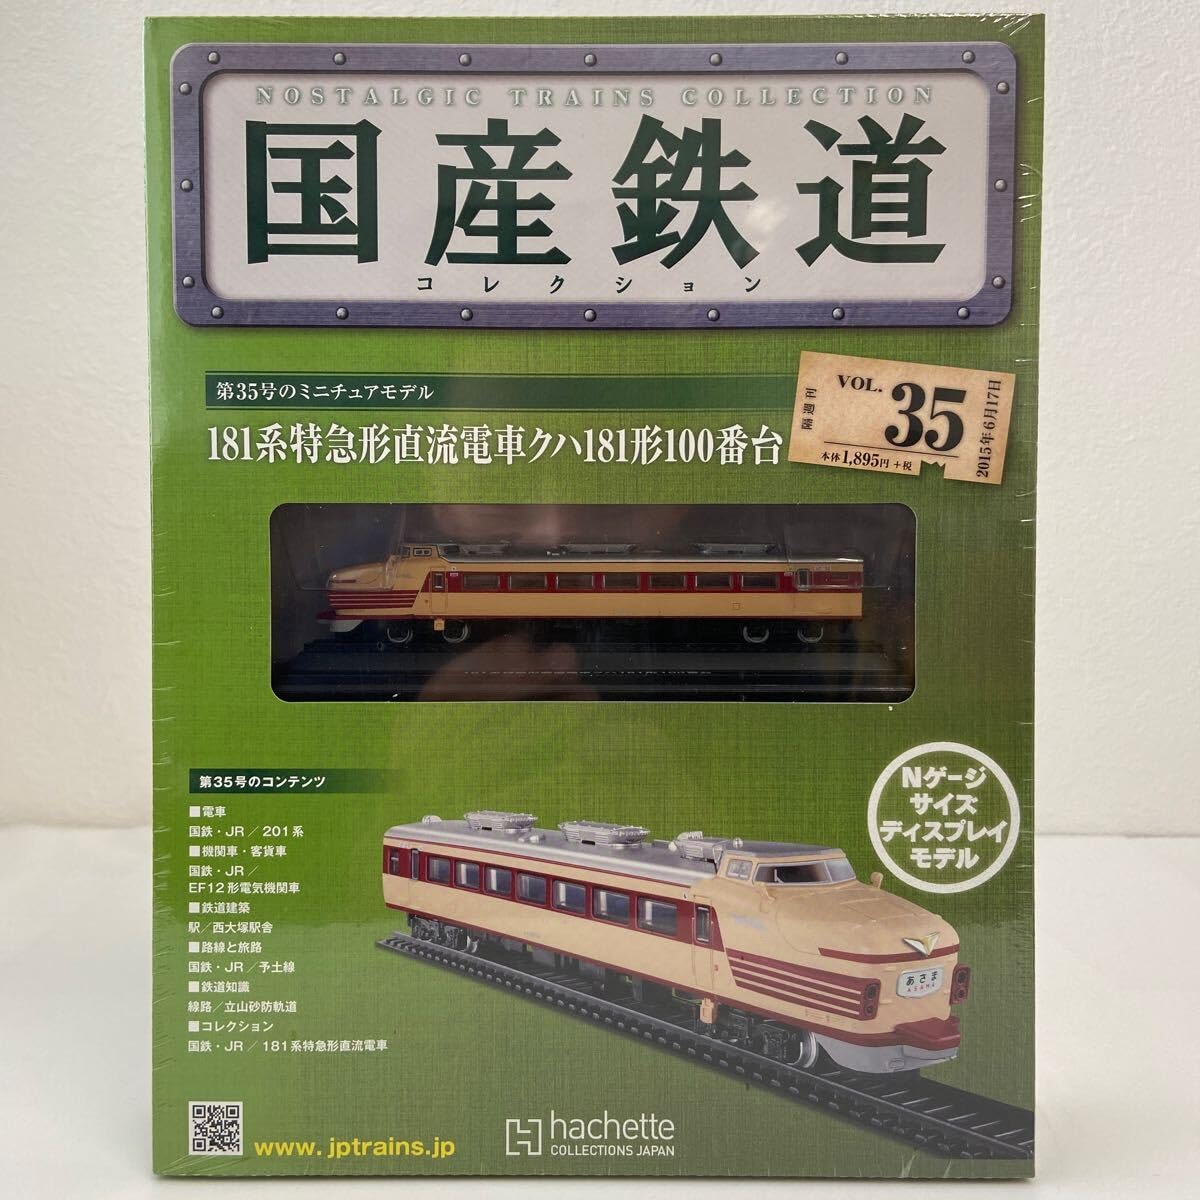 NOSTALGIC TRAINS COLLECTION
国産鉄道
コレクション
第35号のミニチュアモデル
181系特急形直流電車クハ181形100番台
隔週刊
VOL. 35
本体1,895円+税
2015年6月17日
第35号のコンテンツ
■電車
国鉄・JR/201系
■機関車・客貨車
国鉄・JR/
EF12形電気機関車
■鉄道建築
駅/西大塚駅舎
■路線と旅路
国鉄・JR/予土線
■鉄道知識
線路/立山砂防軌道
■コレクション
国鉄・JR/181系特急形直流電車
Nゲージ
サイズ
ディスプレイ
モデル
あさま
ASAMA
www.jptrains.jp
hachette
COLLECTIONS JAPAN